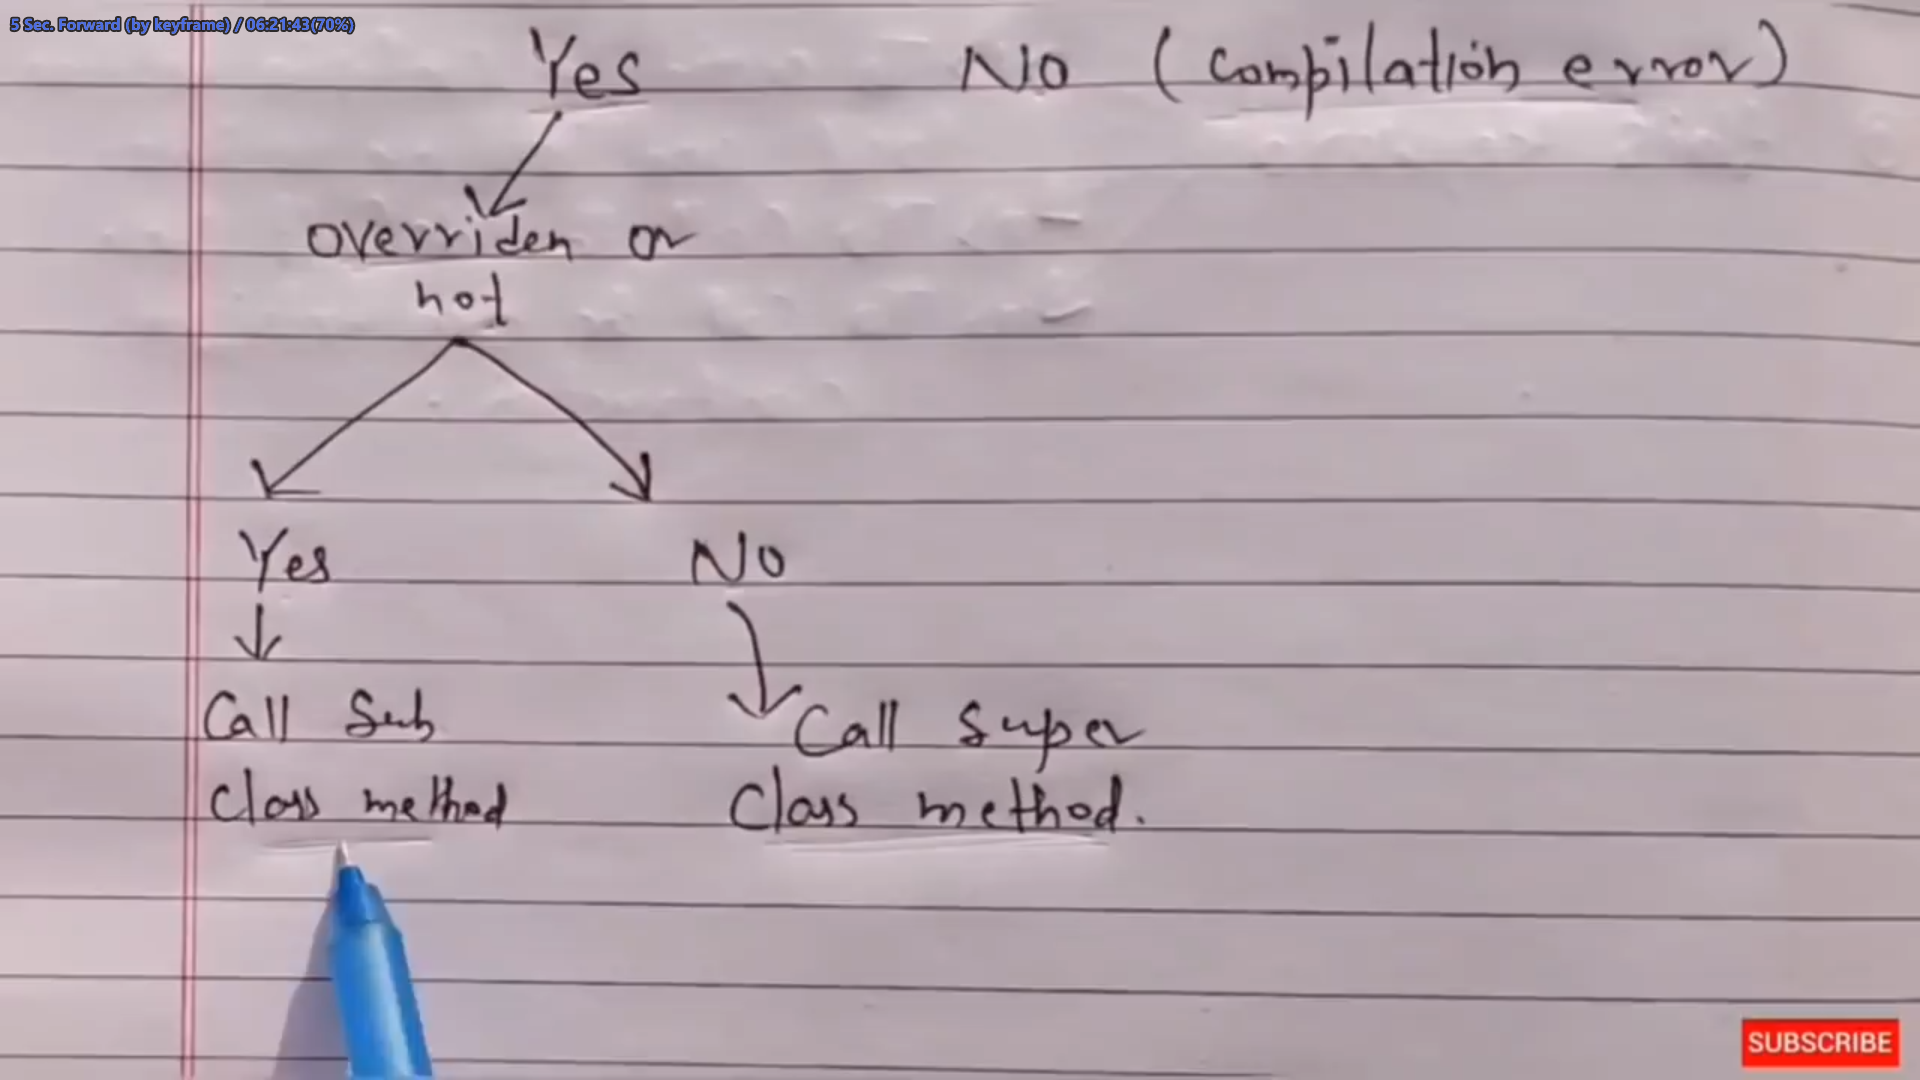 5 Sec. Forward (by keyframe) / 06:21:43(70%)
Yes NO (compilation error)
overriden or
not
Yes NO
Call Sub Call Super
Class method Class method.
SUBSCRIBE